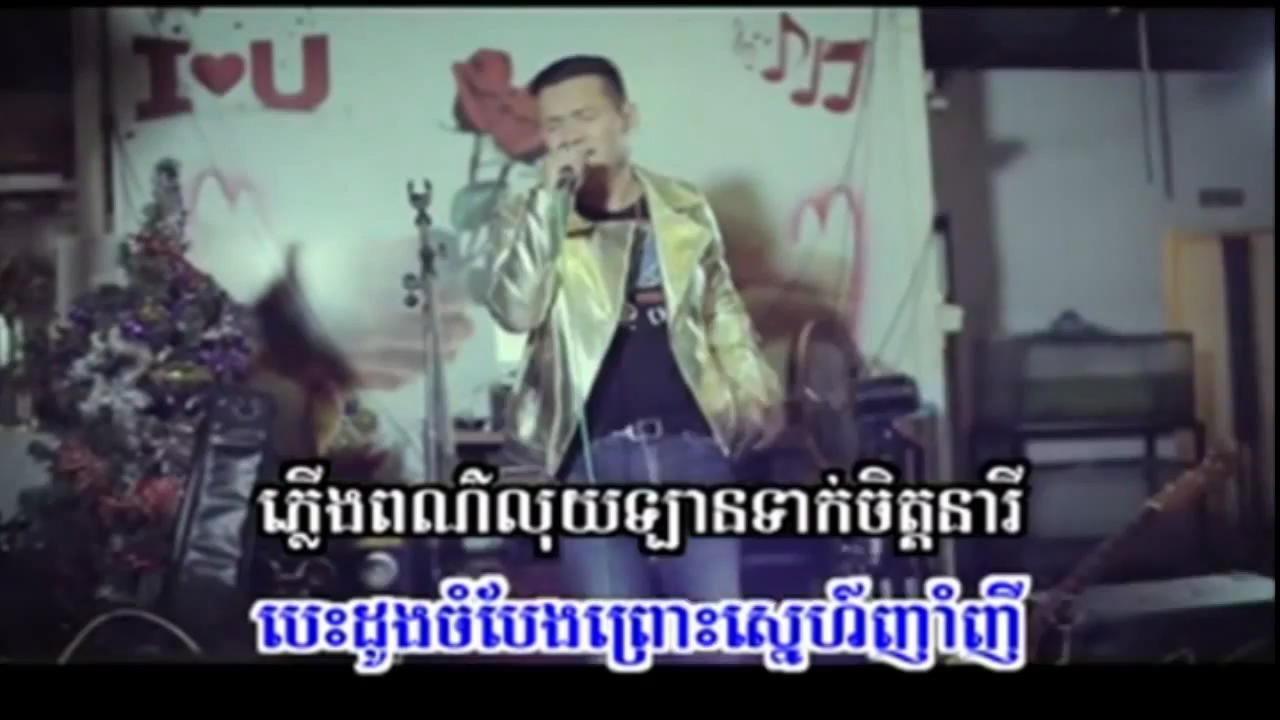 I♥U
ភ្លើងពណ៌លុយឡានទាក់ចិត្តនារី
បេះដូងចំបែងព្រោះស្នេហ៍ញាំញី